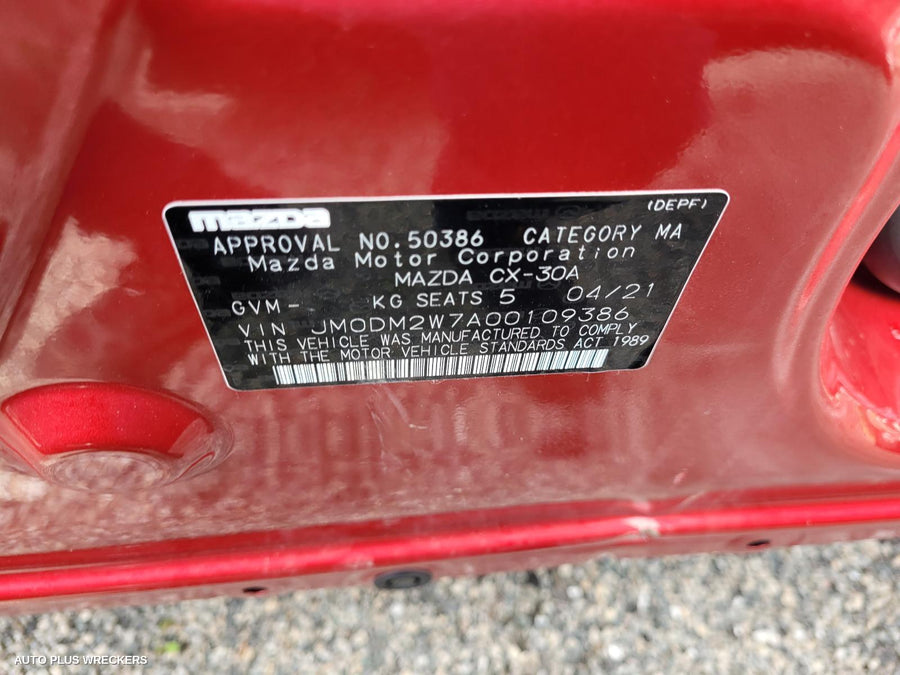 mazda
(DEPF)
APPROVAL NO.50386 CATEGORY MA
Mazda Motor Corporation
MAZDA CX-30A
GVM- KG SEATS 5 04/21
VIN JM0DM2W7A00109386
THIS VEHICLE WAS MANUFACTURED TO COMPLY
WITH THE MOTOR VEHICLE STANDARDS ACT 1989
AUTO PLUS WRECKERS